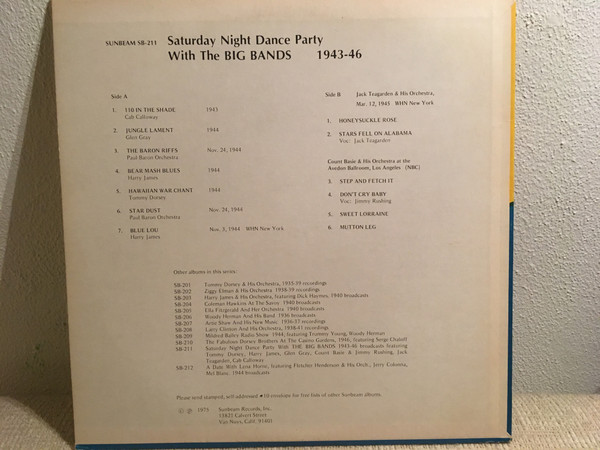 SUNBEAM SB-211 Saturday Night Dance Party
With The BIG BANDS 1943-46
Side A
1. 110 IN THE SHADE 1943
Cab Calloway
2. JUNGLE LAMENT 1944
Glen Gray
3. THE BARON RIFFS Nov. 24, 1944
Paul Baron Orchestra
4. BEAR MASH BLUES 1944
Harry James
5. HAWAIIAN WAR CHANT 1944
Tommy Dorsey
6. STAR DUST Nov. 24, 1944
Paul Baron Orchestra
7. BLUE LOU Nov. 3, 1944 WHN New York
Harry James
Side B Jack Teagarden & His Orchestra,
Mar. 12, 1945 WHN New York
1. HONEYSUCKLE ROSE
2. STARS FELL ON ALABAMA
Voc: Jack Teagarden
Count Basie & His Orchestra at the
Avedon Ballroom, Los Angeles (NBC)
3. STEP AND FETCH IT
4. DON'T CRY BABY
Voc: Jimmy Rushing
5. SWEET LORRAINE
6. MUTTON LEG
Other albums in this series:
SB-201 Tommy Dorsey & His Orchestra, 1935-39 recordings
SB-202 Ziggy Elman & His Orchestra 1938-39 recordings
SB-203 Harry James & His Orchestra, featuring Dick Haymes, 1940 broadcasts
SB-204 Coleman Hawkins At The Savoy 1940 broadcasts
SB-205 Ella Fitzgerald And Her Orchestra 1940 broadcasts
SB-206 Woody Herman And His Band 1936 broadcasts
SB-207 Artie Shaw And His New Music 1936-37 recordings
SB-208 Larry Clinton And His Orchestra, 1938-41 recordings
SB-209 Mildred Bailey Radio Show 1944, featuring Trummy Young, Woody Herman
SB-210 The Fabulous Dorsey Brothers At The Casino Gardens, 1946, featuring Serge Chaloff
SB-211 Saturday Night Dance Party With THE BIG BANDS 1943-46 broadcasts featuring
Tommy Dorsey, Harry James, Glen Gray, Count Basie & Jimmy Rushing, Jack
Teagarden, Cab Calloway
SB-212 A Date With Lena Horne, featuring Fletcher Henderson & His Orch., Jerry Colonna,
Mel Blanc, 1944 broadcasts
Please send stamped, self-addressed envelopes for free lists of other Sunbeam albums.
© ℗ 1975 Sunbeam Records, Inc.
13821 Calvert Street
Van Nuys, Calif. 91401